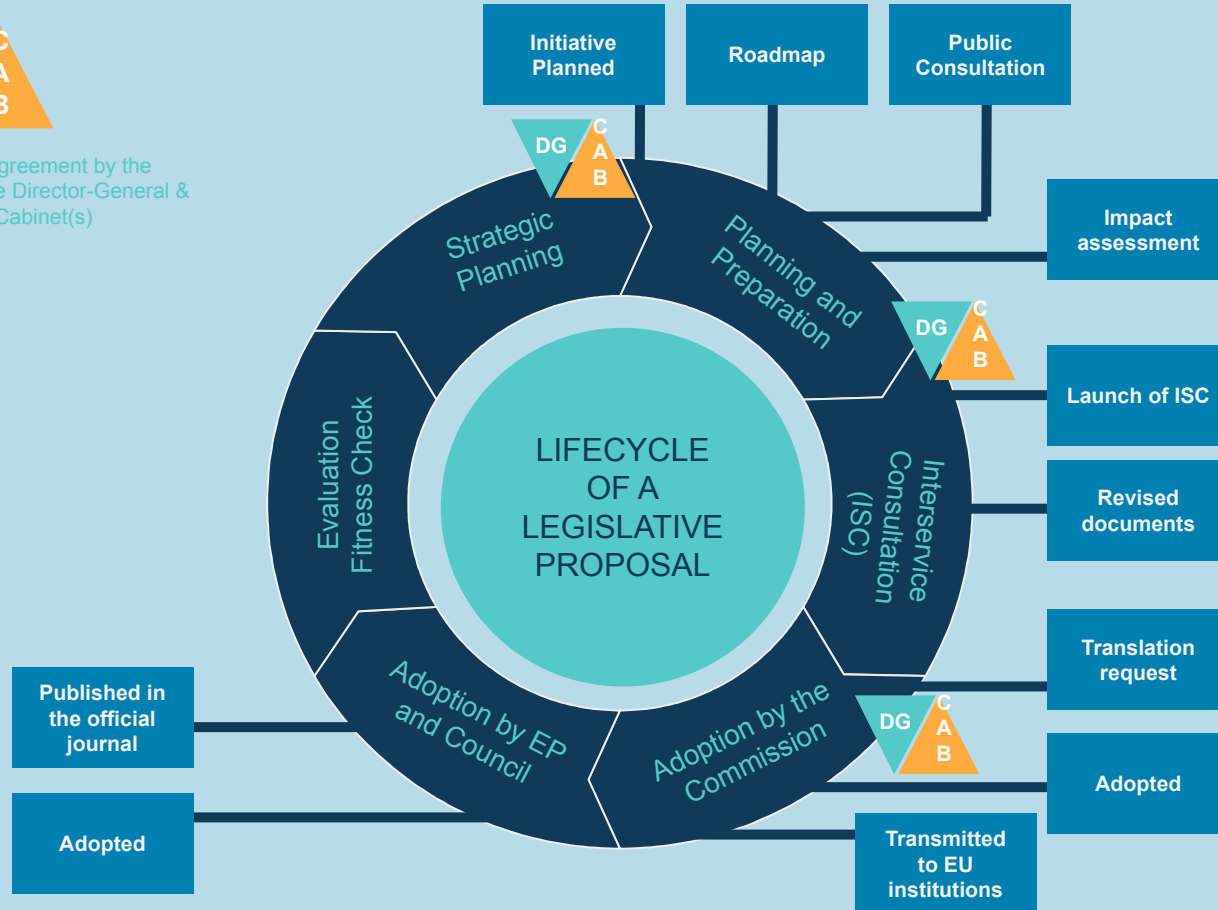 C
A
B
greement by the
e Director-General &
Cabinet(s)
Initiative
Planned
Roadmap
Public
Consultation
DG
C
A
B
Strategic
Planning
Planning and
Preparation
Impact
assessment
DG
C
A
B
Launch of ISC
Evaluation
Fitness Check
LIFECYCLE
OF A
LEGISLATIVE
PROPOSAL
Interservice
Consultation
(ISC)
Revised
documents
Translation
request
Published in
the official
journal
Adoption by EP
and Council
Adoption by the
Commission
DG
C
A
B
Adopted
Adopted
Transmitted
to EU
institutions